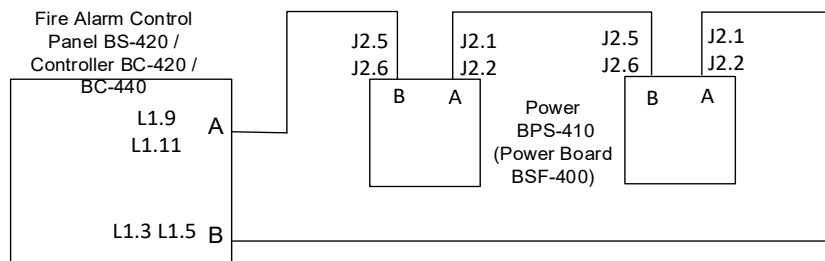 Fire Alarm Control
Panel BS-420 /
Controller BC-420 /
BC-440
L1.9
L1.11
A
L1.3 L1.5 B
J2.5
J2.6
J2.1
J2.2
B A
Power
BPS-410
(Power Board
BSF-400)
J2.5
J2.6
J2.1
J2.2
B A